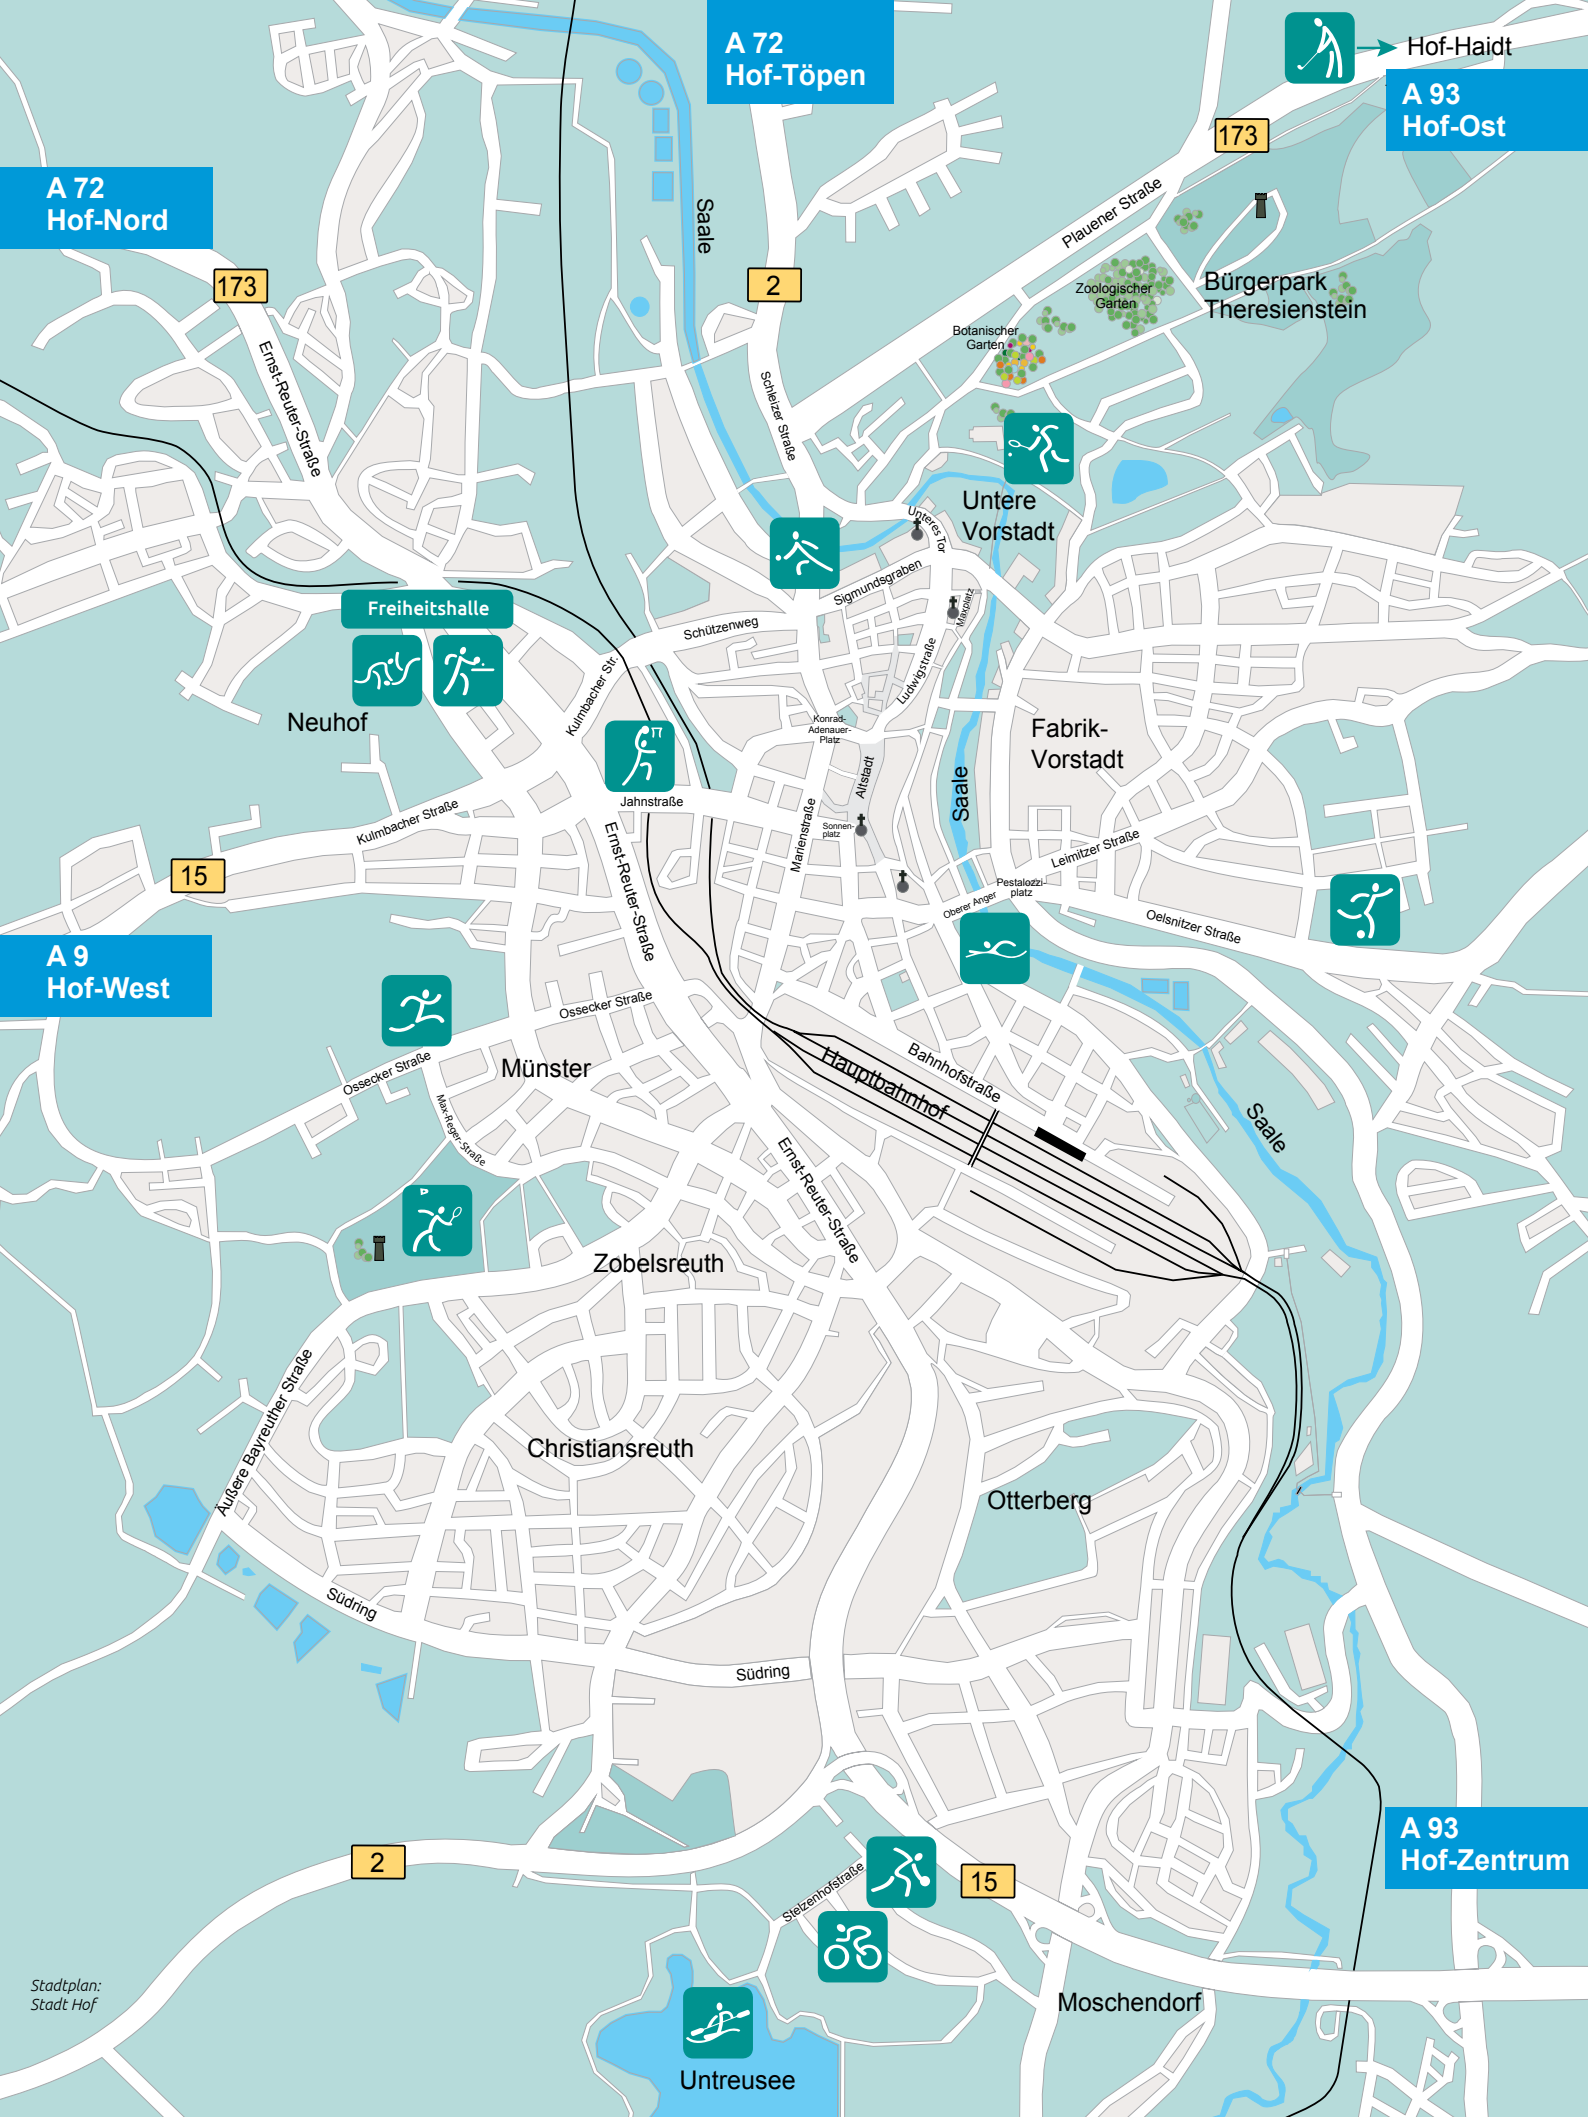 A 72
Hof-Töpen
Hof-Haidt
A 93
Hof-Ost
173
A 72
Hof-Nord
Saale
Plauener Straße
173
2
Bürgerpark
Theresienstein
Zoologischer
Garten
Botanischer
Garten
Ernst-Reuter-Straße
Schleizer Straße
Untere
Vorstadt
Unteres Tor
Sigmundsgraben
Freiheitshalle
Maxplatz
Schützenweg
Ludwigstraße
Kulmbacher Str.
Neuhof
Konrad-
Adenauer-
Platz
Fabrik-
Vorstadt
Altstadt
Saale
Jahnstraße
Kulmbacher Straße
Marienstraße
Sonnen-
platz
Ernst-Reuter-Straße
Leimitzer Straße
15
Pestalozzi-
platz
Oberer Anger
Oelsnitzer Straße
A 9
Hof-West
Ossecker Straße
Bahnhofstraße
Hauptbahnhof
Münster
Ossecker Straße
Max-Reger-Straße
Saale
Ernst-Reuter-Straße
Zobelsreuth
Äußere Bayreuther Straße
Christiansreuth
Otterberg
Südring
Südring
A 93
Hof-Zentrum
2
15
Stelzenhofstraße
Stadtplan:
Stadt Hof
Moschendorf
Untreusee